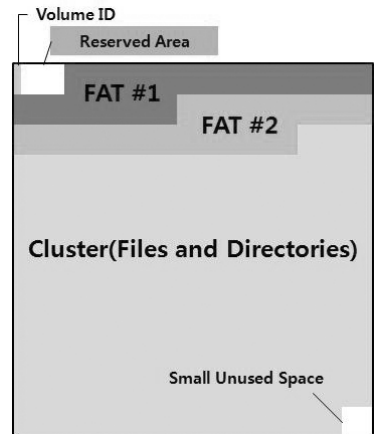 Volume ID
Reserved Area
FAT #1
FAT #2
Cluster(Files and Directories)
Small Unused Space